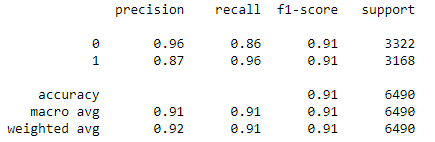 precision recall f1-score support
0 0.96 0.86 0.91 3322
1 0.87 0.96 0.91 3168
accuracy 0.91 6490
macro avg 0.91 0.91 0.91 6490
weighted avg 0.92 0.91 0.91 6490